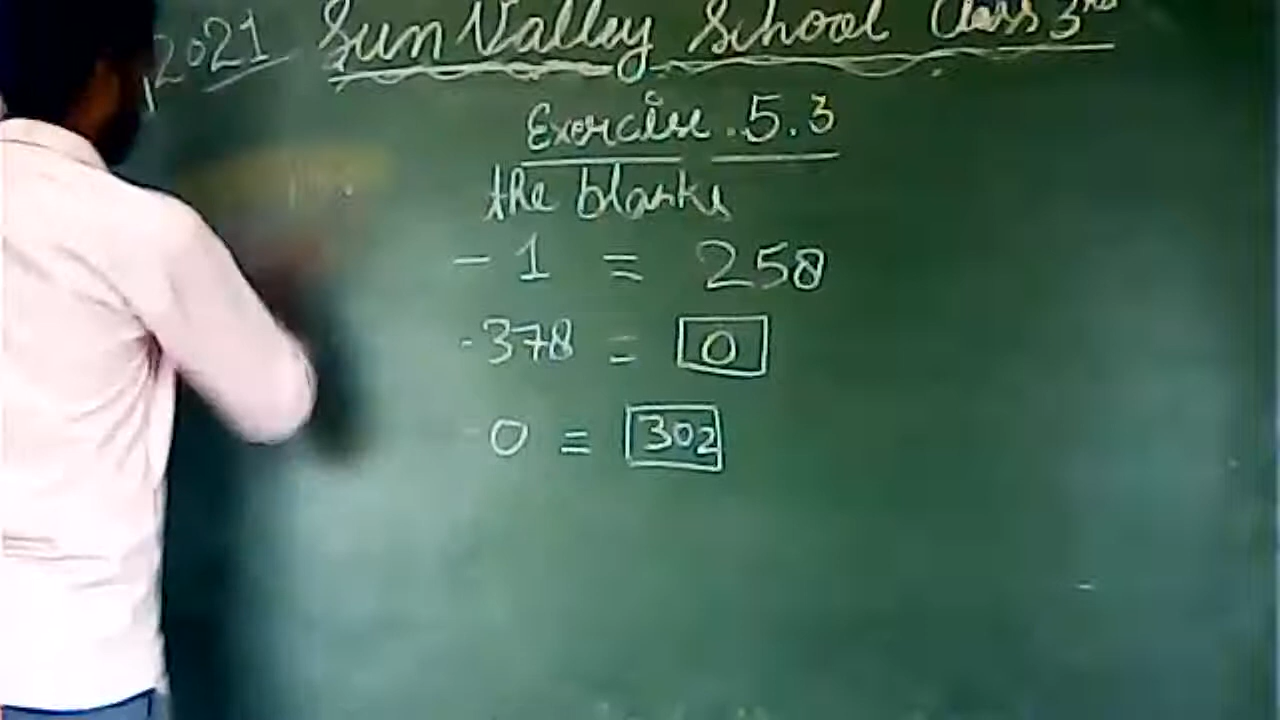 2021 Sun Valley School Class 3rd
Exercise .5.3
the blanks
- 1 = 258
- 378 = 0
- 0 = 302